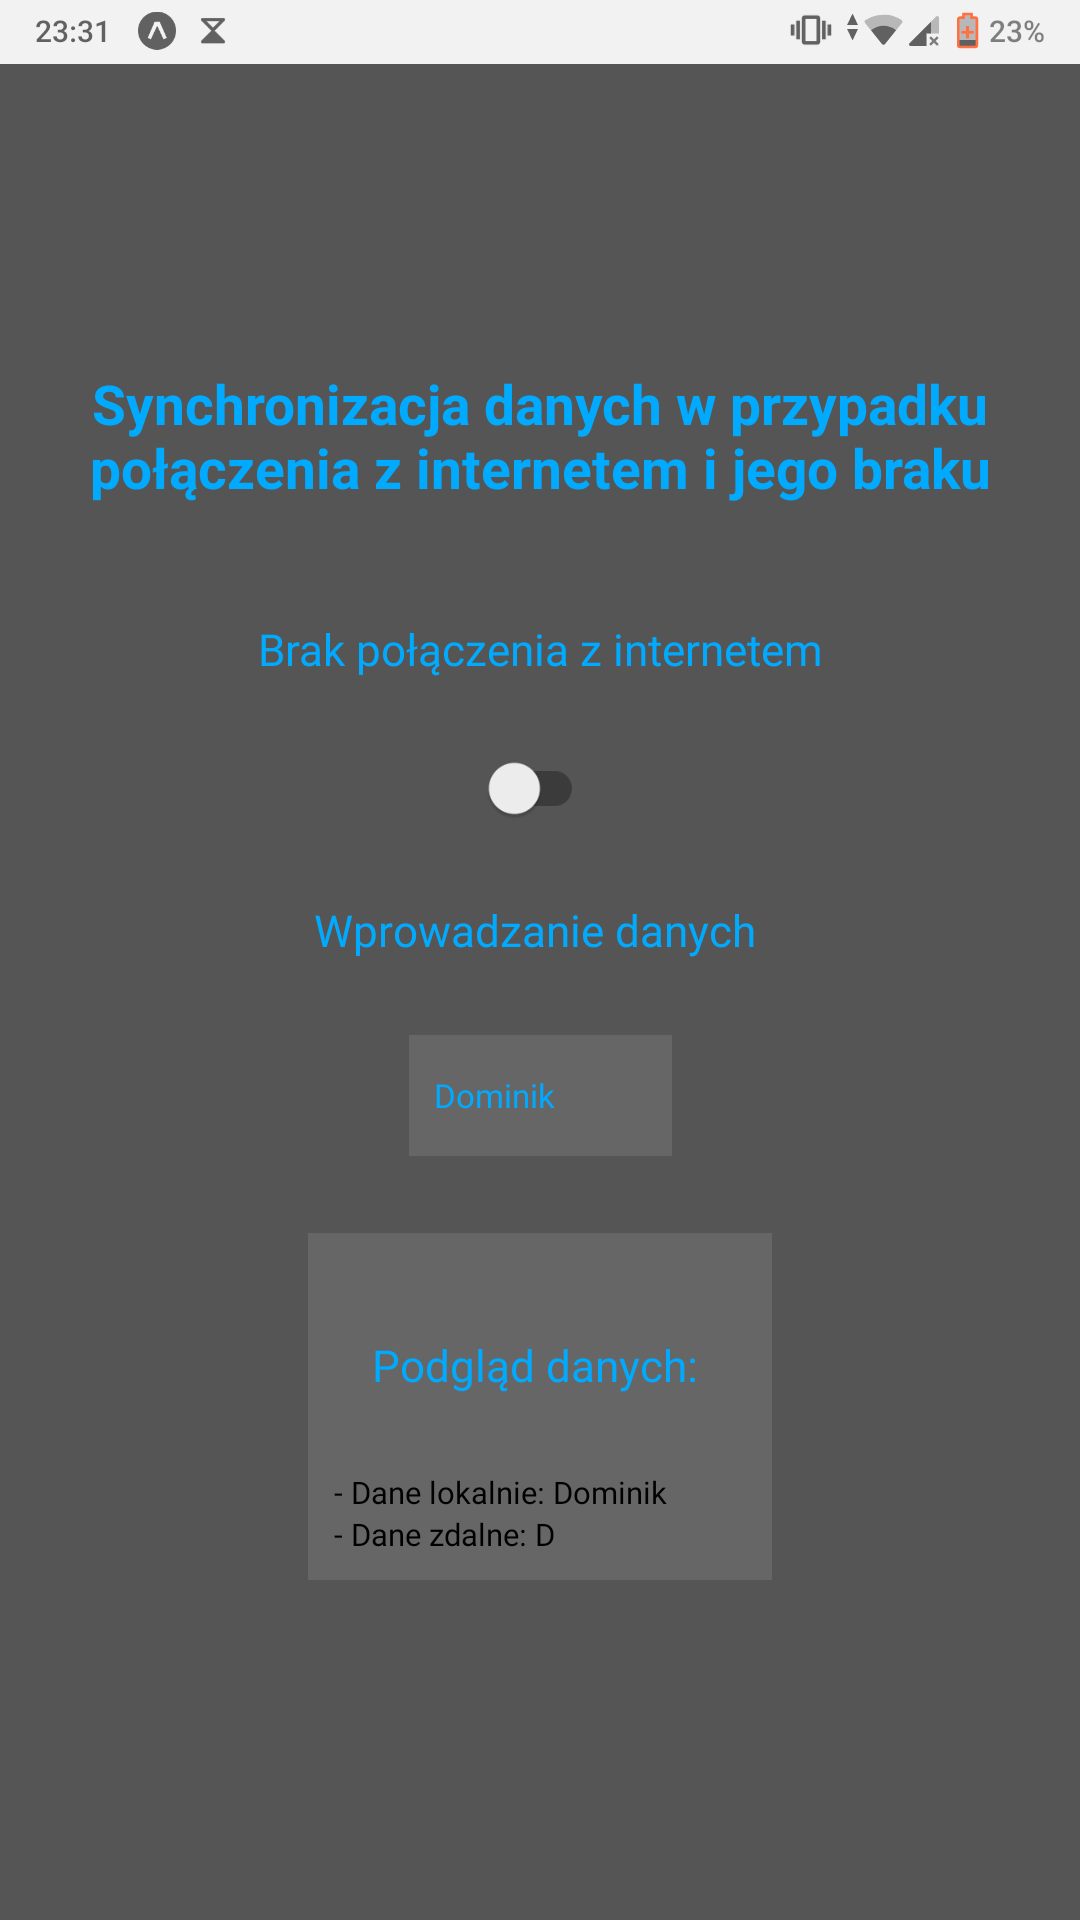 23:31
23%
Synchronizacja danych w przypadku
połączenia z internetem i jego braku
Brak połączenia z internetem
Wprowadzanie danych
Dominik
Podgląd danych:
- Dane lokalnie: Dominik
- Dane zdalne: D